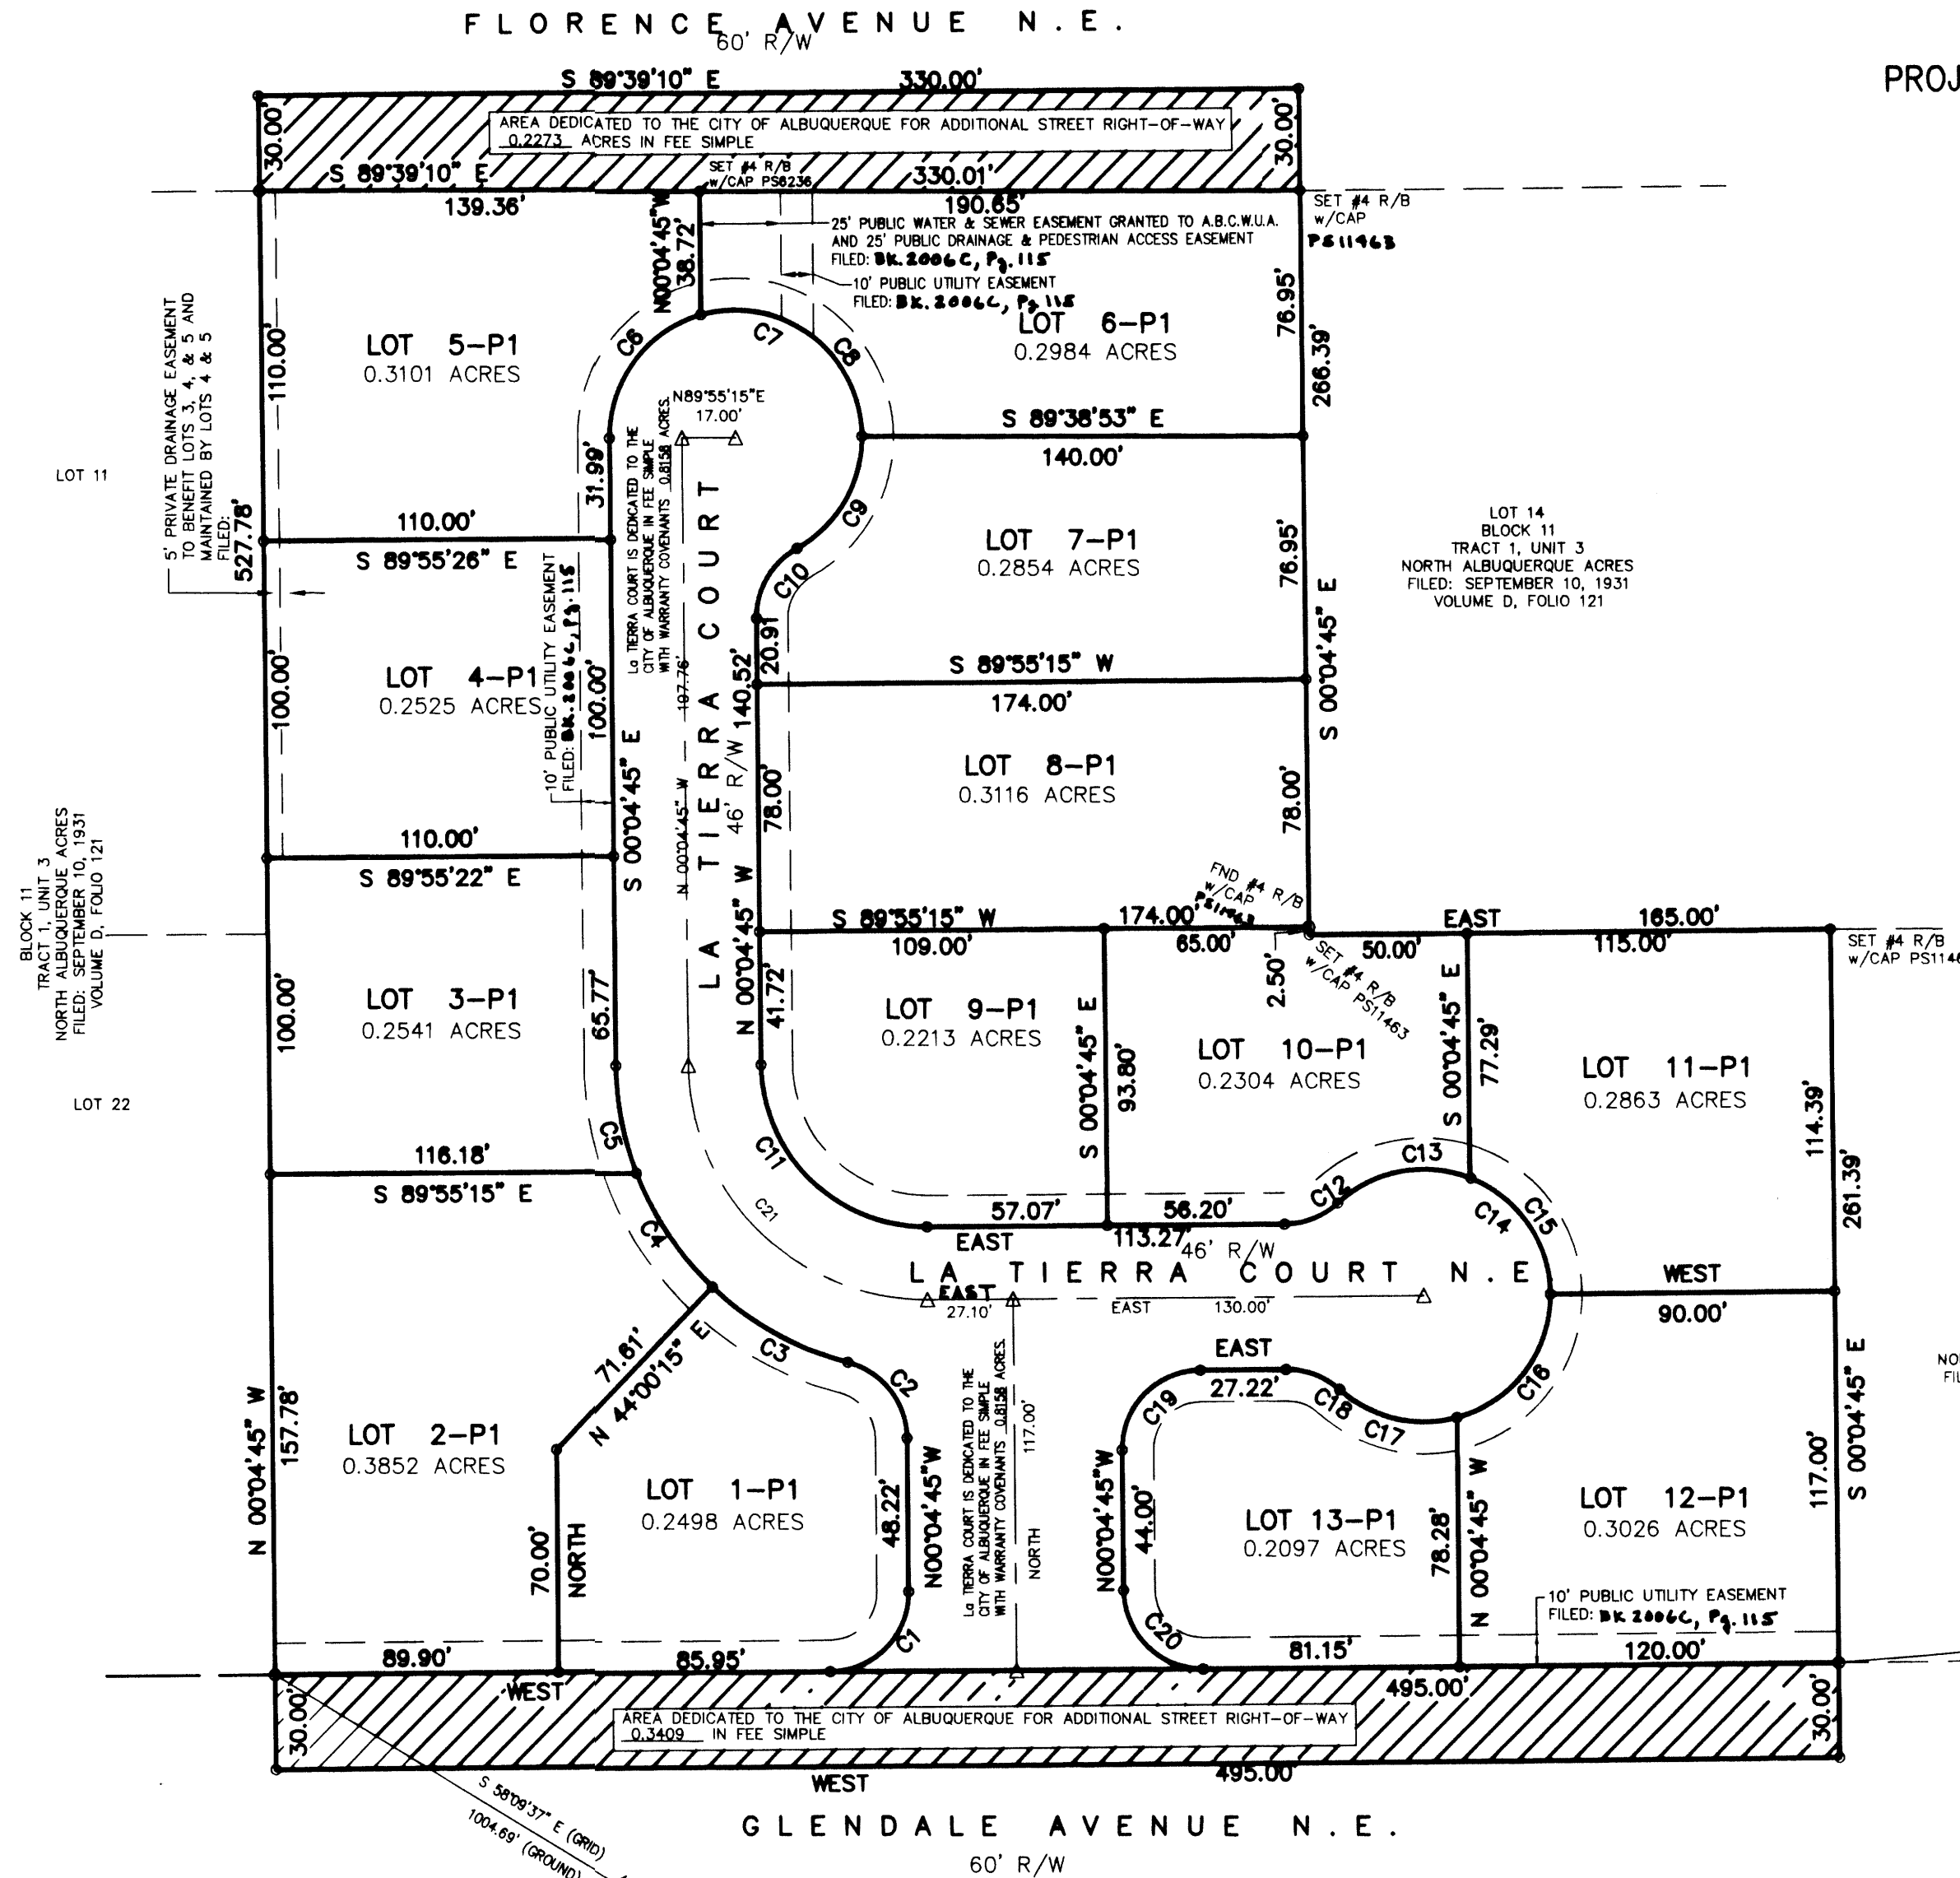 FLORENCE AVENUE N.E.
60' R/W
PROJ
S 89°39'10" E
330.00'
30.00'
AREA DEDICATED TO THE CITY OF ALBUQUERQUE FOR ADDITIONAL STREET RIGHT-OF-WAY
0.2273 ACRES IN FEE SIMPLE
30.00'
S 89°39'10" E
SET #4 R/B
w/CAP PS6236
330.01'
139.36'
190.65'
N00°04'45"W
38.72'
25' PUBLIC WATER & SEWER EASEMENT GRANTED TO A.B.C.W.U.A.
AND 25' PUBLIC DRAINAGE & PEDESTRIAN ACCESS EASEMENT
FILED: BK. 2006C, Pg. 115
10' PUBLIC UTILITY EASEMENT
FILED: BK. 2006C, Pg 115
SET #4 R/B
w/CAP
PS11463
5' PRIVATE DRAINAGE EASEMENT
TO BENEFIT LOTS 3, 4, & 5 AND
MAINTAINED BY LOTS 4 & 5
FILED:
110.00'
LOT 5-P1
0.3101 ACRES
C6
C7
C8
LOT 6-P1
0.2984 ACRES
76.95'
266.39'
N89°55'15"E
17.00'
S 89°38'53" E
140.00'
LOT 11
527.78'
31.99'
La TIERRA COURT IS DEDICATED TO THE
CITY OF ALBUQUERQUE IN FEE SIMPLE
WITH WARRANTY COVENANTS 0.8158 ACRES.
110.00'
S 89°55'26" E
C9
C10
LOT 7-P1
0.2854 ACRES
76.95'
S 00°04'45" E
LOT 14
BLOCK 11
TRACT 1, UNIT 3
NORTH ALBUQUERQUE ACRES
FILED: SEPTEMBER 10, 1931
VOLUME D, FOLIO 121
100.00'
LOT 4-P1
0.2525 ACRES
10' PUBLIC UTILITY EASEMENT
FILED: BK. 2006C, Pg. 115
100.00'
S 00°04'45" E
197.76'
N 00°04'45" W
LA TIERRA COURT
46' R/W
20.91
140.52'
S 89°55'15" W
174.00'
LOT 8-P1
0.3116 ACRES
78.00'
78.00'
N 00°04'45" W
110.00'
S 89°55'22" E
BLOCK 11
TRACT 1, UNIT 3
NORTH ALBUQUERQUE ACRES
FILED: SEPTEMBER 10, 1931
VOLUME D, FOLIO 121
FND #4 R/B
w/CAP
PS11463
S 89°55'15" W
174.00'
109.00'
65.00'
2.50'
EAST
165.00'
50.00'
115.00'
SET #4 R/B
w/CAP PS11463
SET #4 R/B
w/CAP PS114
100.00'
LOT 3-P1
0.2541 ACRES
65.77'
41.72'
LOT 9-P1
0.2213 ACRES
S 00°04'45" E
93.80'
LOT 10-P1
0.2304 ACRES
S 00°04'45" E
77.29'
LOT 11-P1
0.2863 ACRES
114.39'
261.39'
LOT 22
C5
116.18'
S 89°55'15" E
C11
C21
C12
C13
C14
C15
57.07'
56.20'
EAST
113.27'
46' R/W
LA TIERRA COURT N.E
C4
EAST
27.10'
EAST
130.00'
WEST
90.00'
C3
C2
EAST
27.22'
C19
C18
C17
C16
71.61'
N 44°00'15" E
N 00°04'45" W
157.78'
LOT 2-P1
0.3852 ACRES
LOT 1-P1
0.2498 ACRES
48.22'
N00°04'45"W
La TIERRA COURT IS DEDICATED TO THE
CITY OF ALBUQUERQUE IN FEE SIMPLE
WITH WARRANTY COVENANTS 0.8158 ACRES.
117.00'
NORTH
N00°04'45"W
44.00'
LOT 13-P1
0.2097 ACRES
78.28'
N 00°04'45" W
LOT 12-P1
0.3026 ACRES
117.00'
S 00°04'45" E
70.00'
NORTH
C1
C20
10' PUBLIC UTILITY EASEMENT
FILED: BK 2006C, Pg. 115
89.90'
85.95'
81.15'
120.00'
WEST
495.00'
30.00'
AREA DEDICATED TO THE CITY OF ALBUQUERQUE FOR ADDITIONAL STREET RIGHT-OF-WAY
0.3409 IN FEE SIMPLE
30.00'
WEST
495.00'
S 58°09'37" E (GRID)
1004.69' (GROUND)
GLENDALE AVENUE N.E.
60' R/W